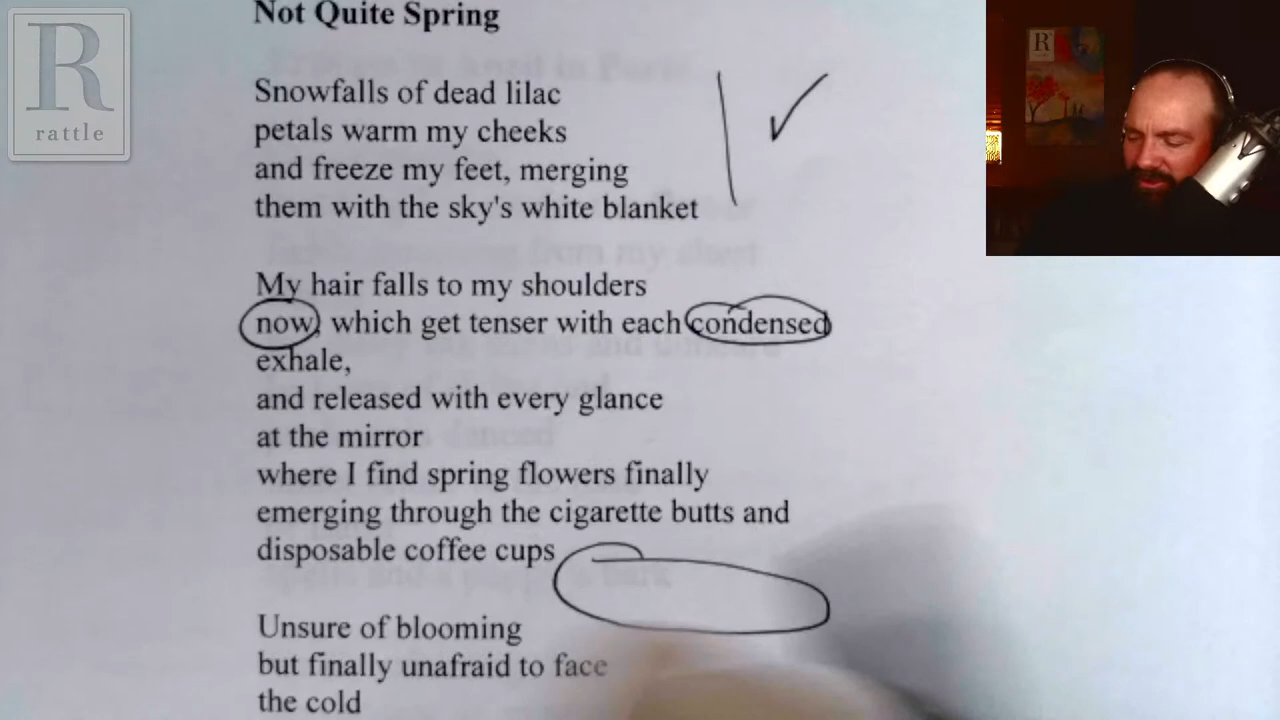 R
rattle
R
Not Quite Spring
Snowfalls of dead lilac
petals warm my cheeks
and freeze my feet, merging
them with the sky's white blanket
My hair falls to my shoulders
now, which get tenser with each condensed
exhale,
and released with every glance
at the mirror
where I find spring flowers finally
emerging through the cigarette butts and
disposable coffee cups
Unsure of blooming
but finally unafraid to face
the cold